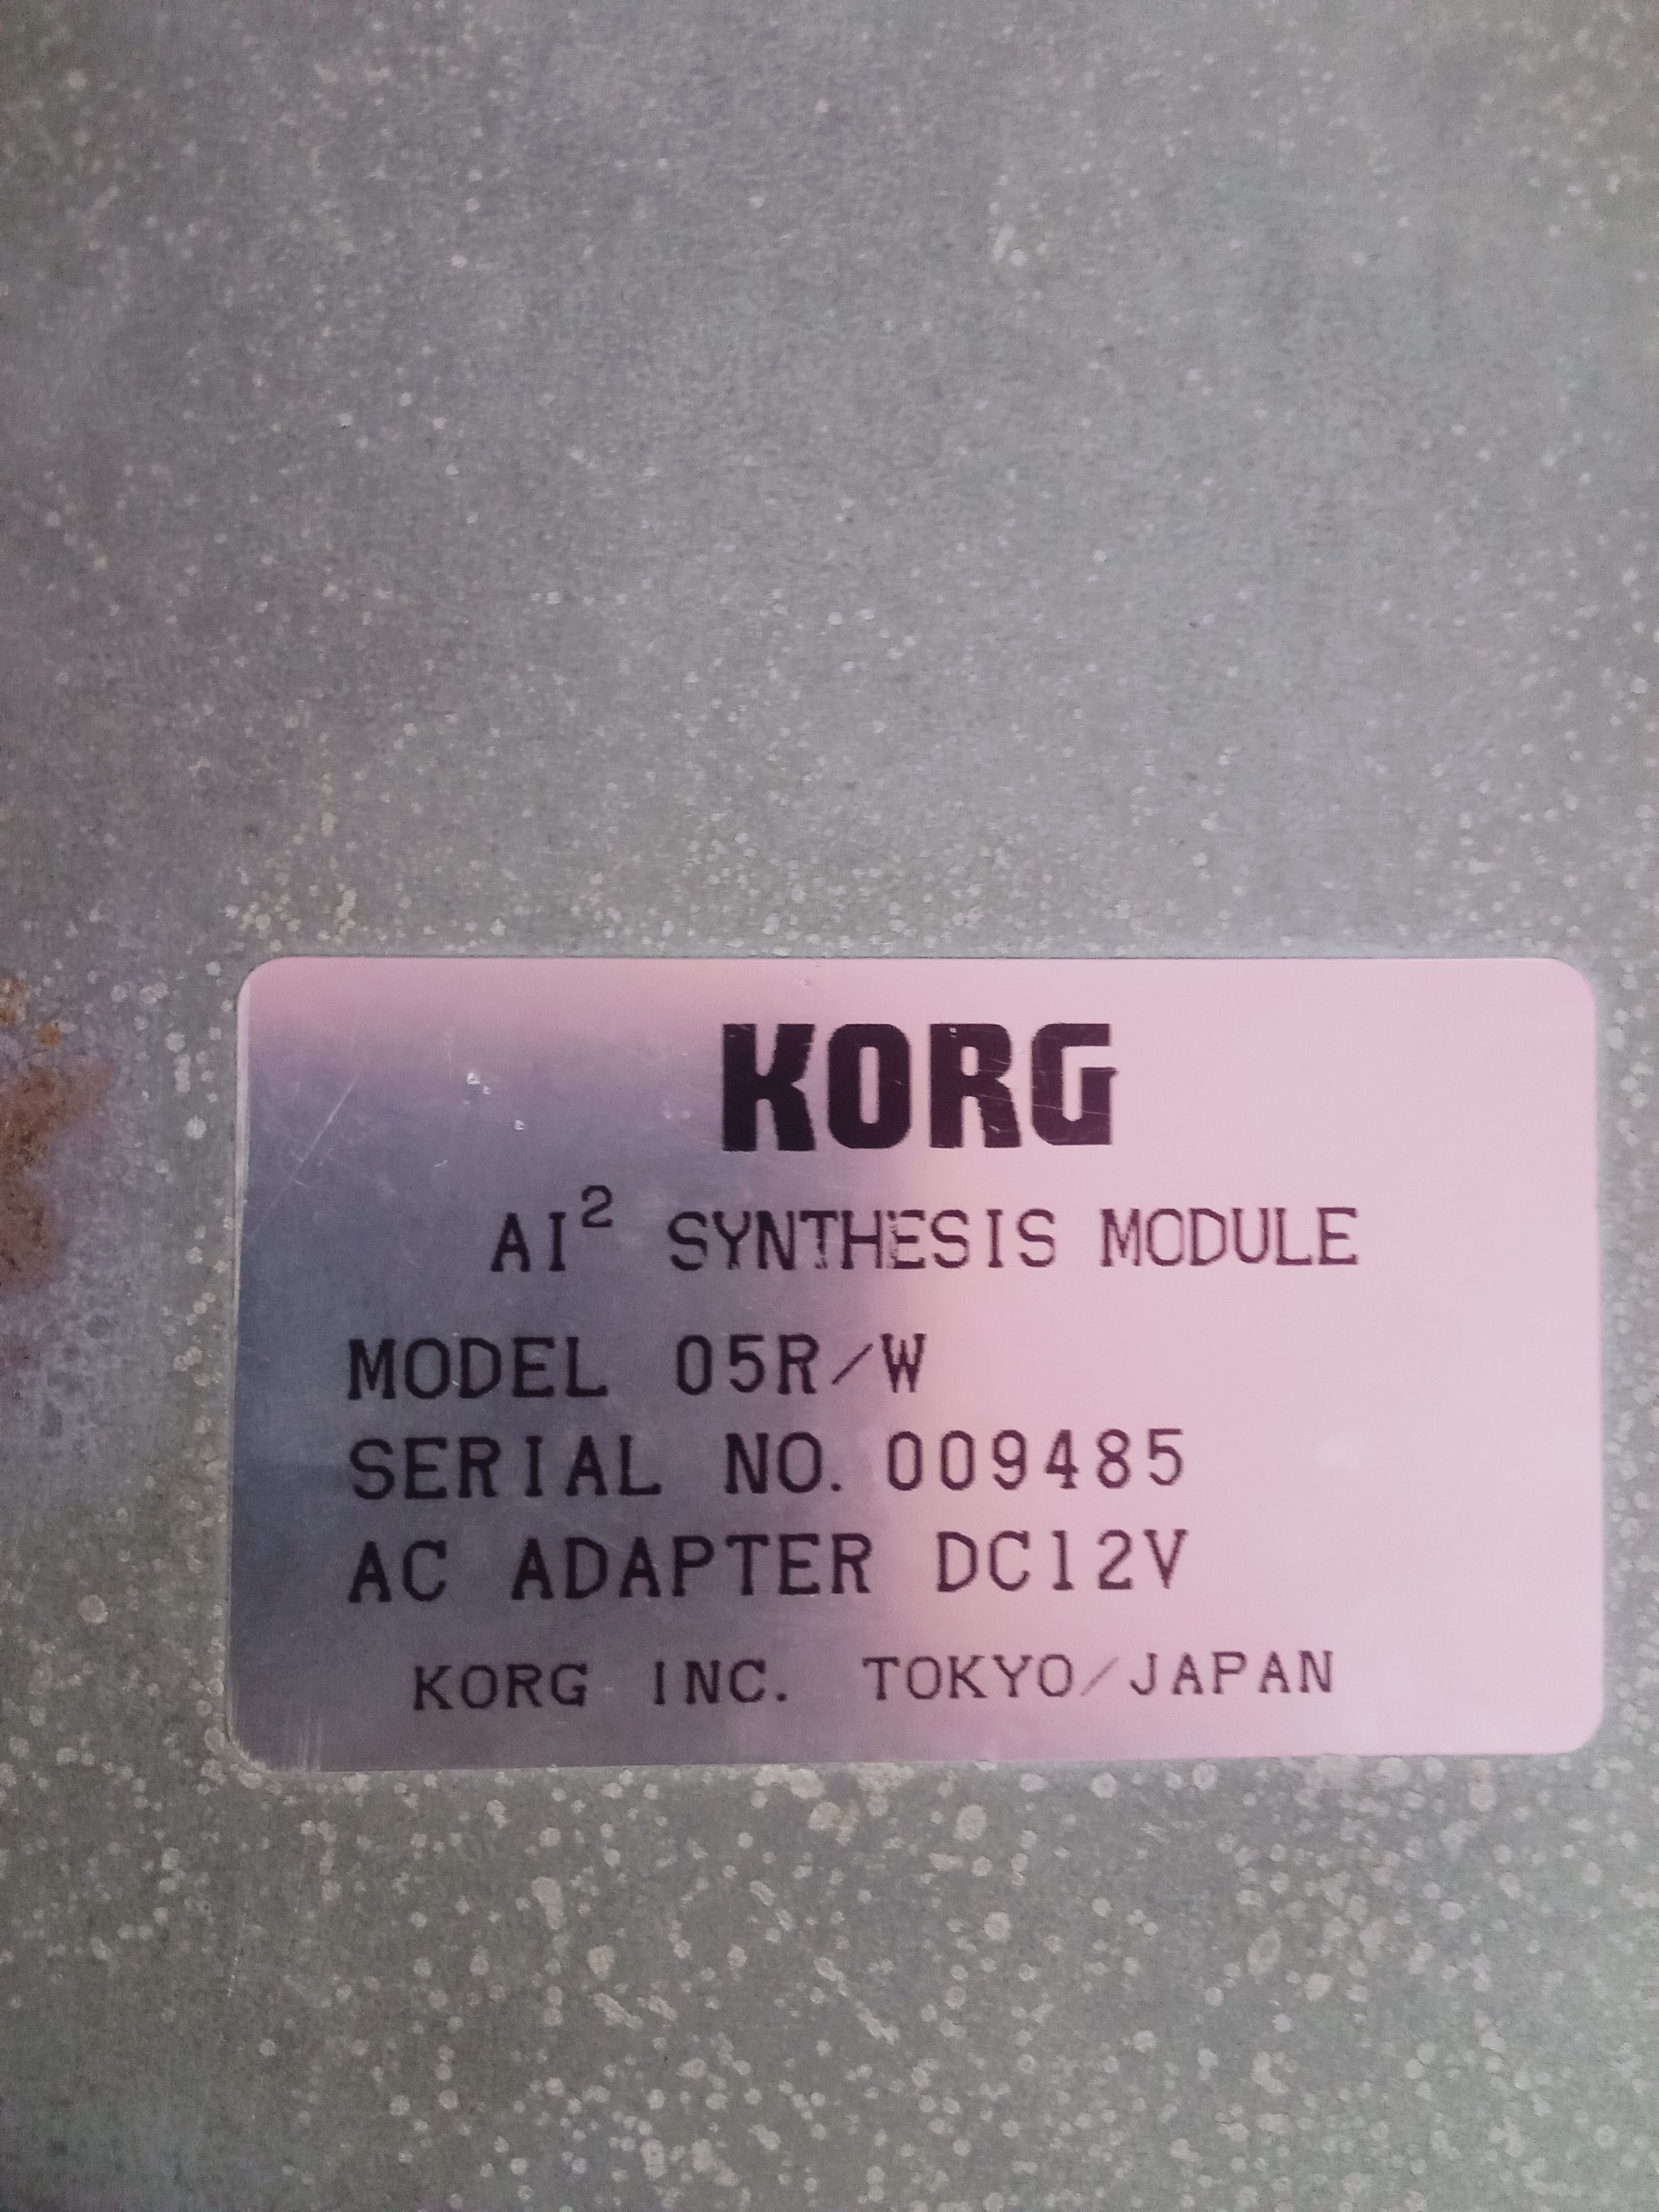 KORG
AI² SYNTHESIS MODULE
MODEL 05R/W
SERIAL NO. 009485
AC ADAPTER DC12V
KORG INC. TOKYO/JAPAN